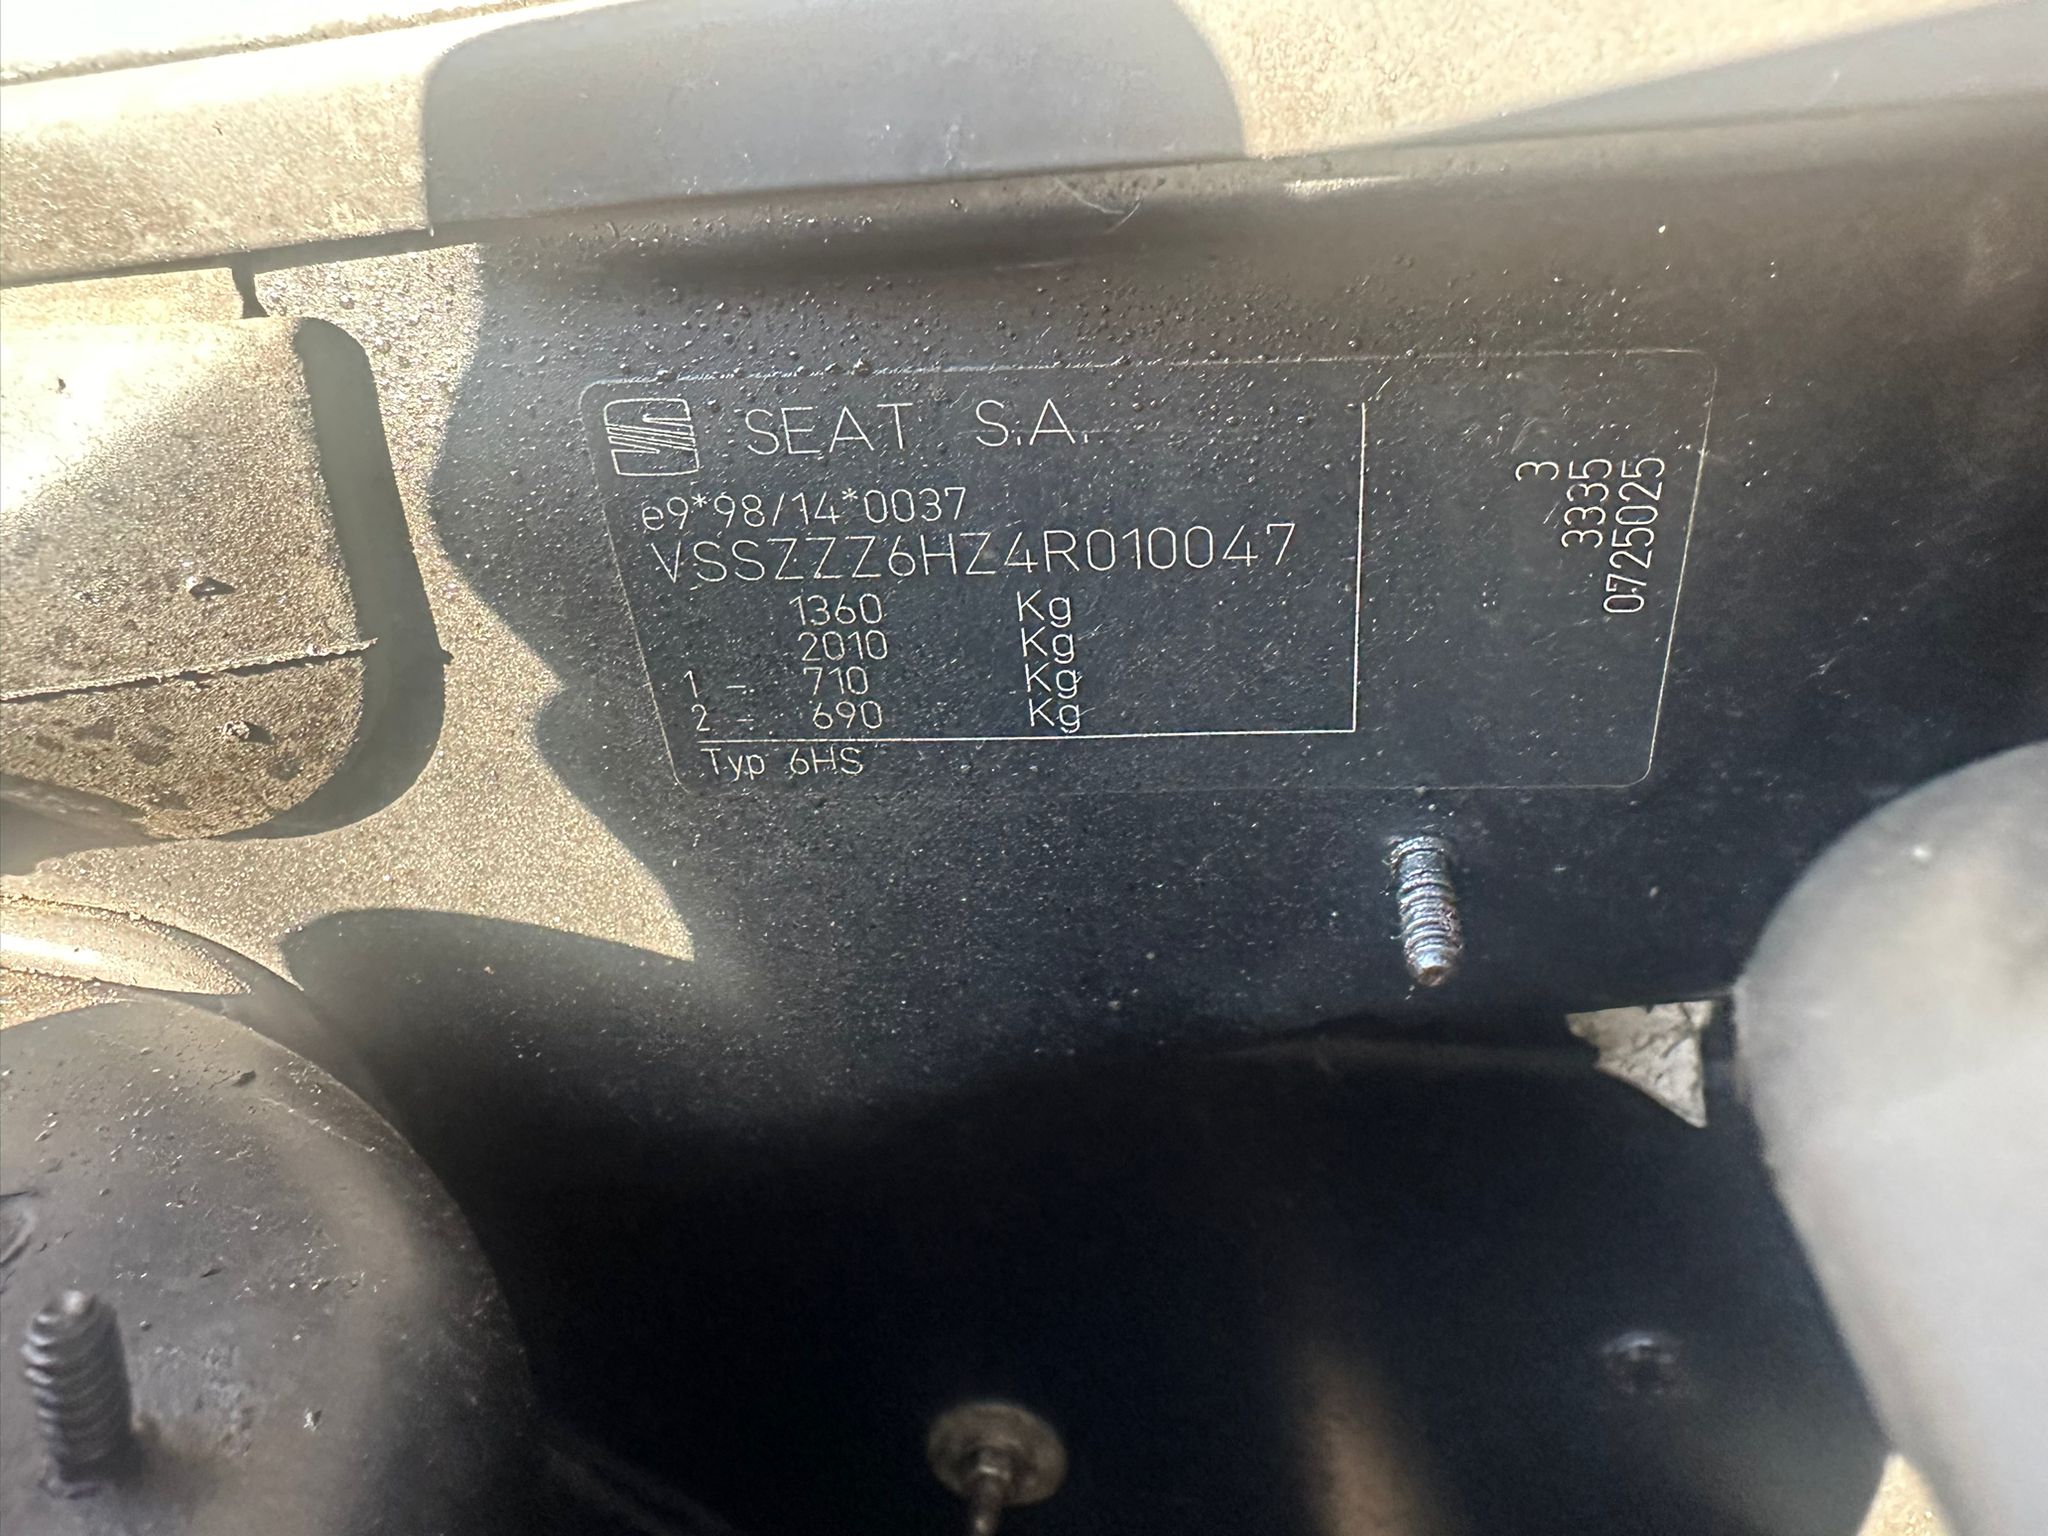 SEAT S.A.
e9*98/14*0037
VSSZZZ6HZ4R010047
1360 Kg
2010 Kg
1 - 710 Kg
2 - 690 Kg
Typ 6HS
3
3335
0725025